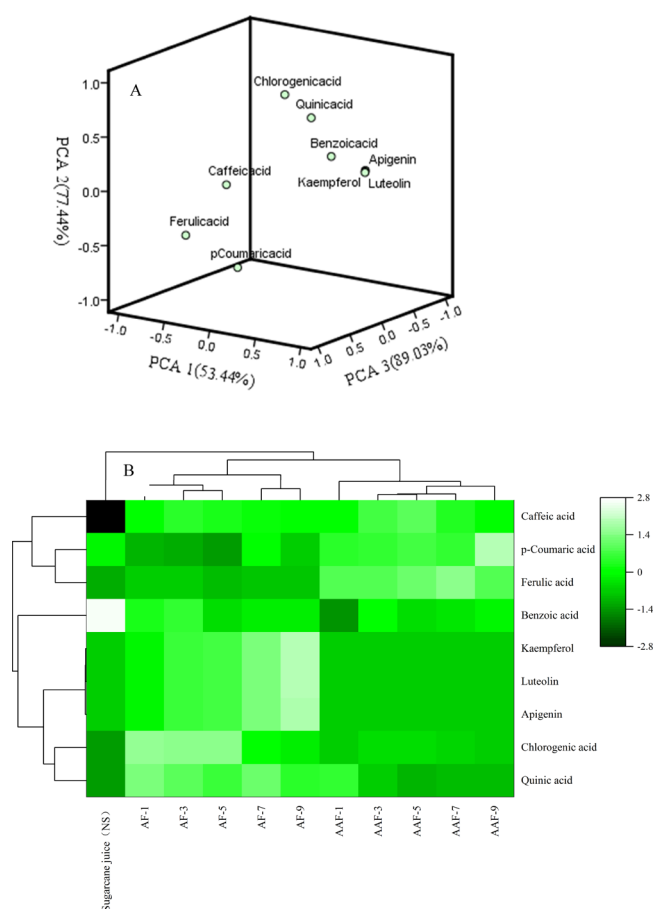 A
Chlorogenicacid
Quinicacid
Benzoicacid
Apigenin
Caffeicacid
Kaempferol
Luteolin
Ferulicacid
pCoumaricacid
1.0
0.5
0.0
-0.5
-1.0
PCA 2(77.44%)
-1.0
-0.5
0.0
0.5
1.0
PCA 1(53.44%)
1.0
0.5
0.0
-0.5
-1.0
PCA 3(89.03%)
B
Caffeic acid
p-Coumaric acid
Ferulic acid
Benzoic acid
Kaempferol
Luteolin
Apigenin
Chlorogenic acid
Quinic acid
2.8
1.4
0
-1.4
-2.8
Sugarcane juice（NS）
AF-1
AF-3
AF-5
AF-7
AF-9
AAF-1
AAF-3
AAF-5
AAF-7
AAF-9